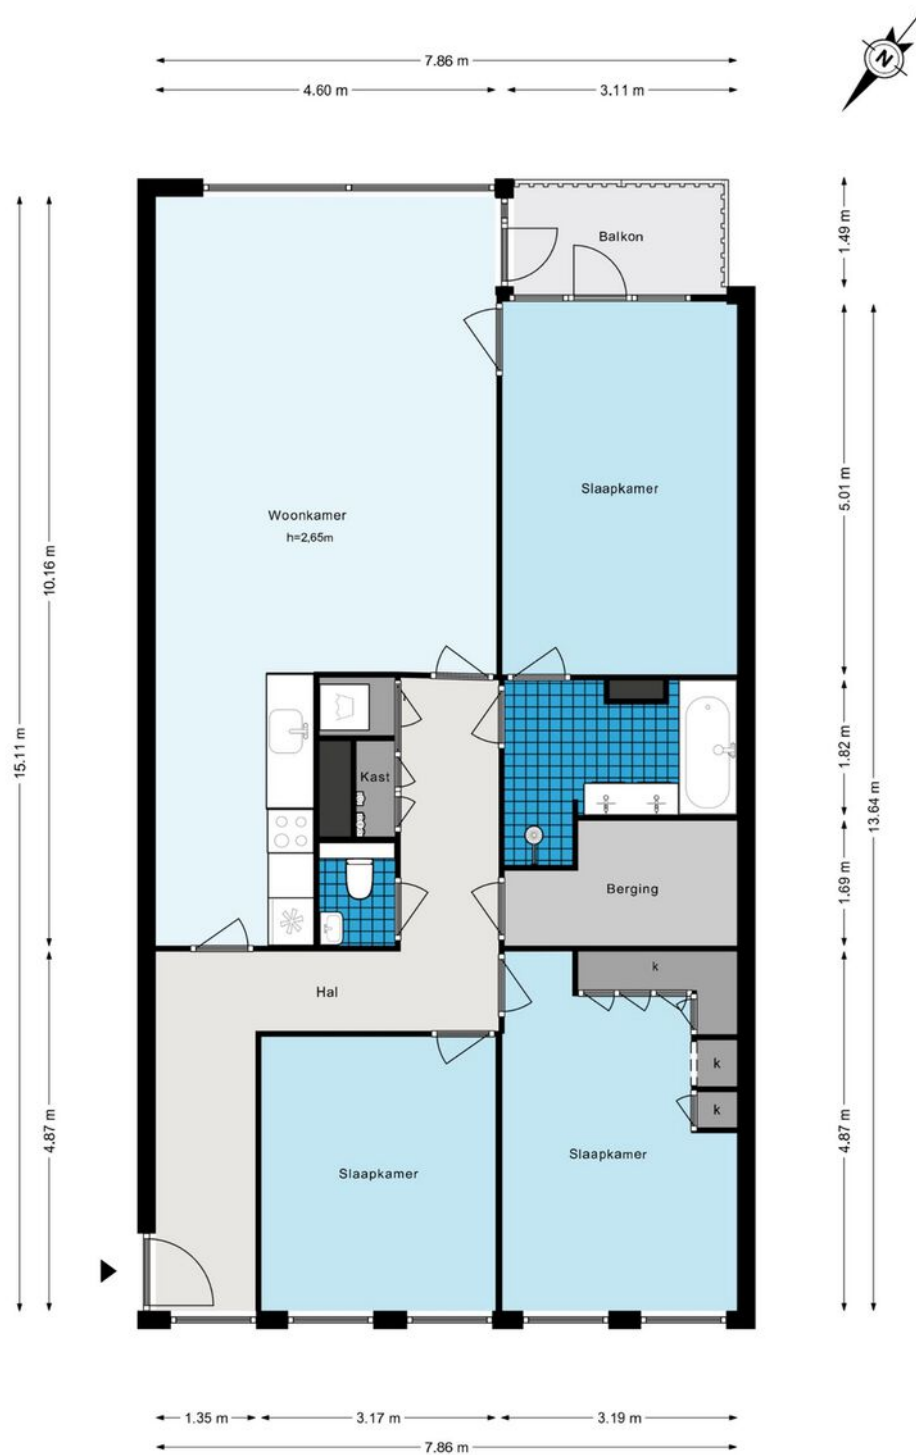 7.86 m
4.60 m
3.11 m
N
1.49 m
Balkon
5.01 m
Slaapkamer
Woonkamer
h=2,65m
10.16 m
15.11 m
1.82 m
13.64 m
Kast
1.69 m
Berging
k
Hal
k
k
4.87 m
4.87 m
Slaapkamer
Slaapkamer
1.35 m
3.17 m
3.19 m
7.86 m